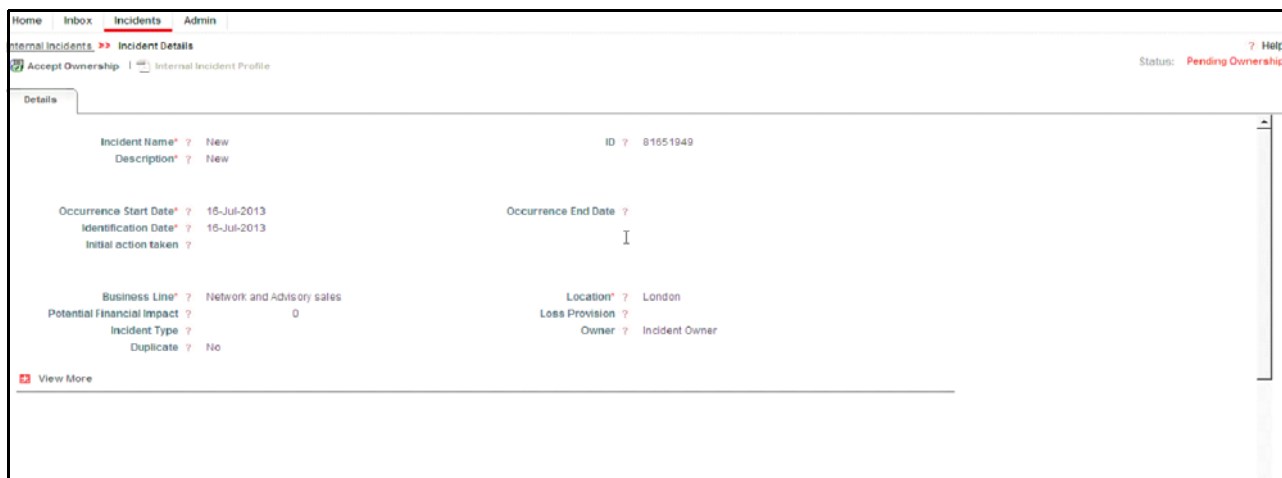 Home Inbox Incidents Admin
nternal Incidents >> Incident Details ? Help
Accept Ownership | Internal Incident Profile Status: Pending Ownership
Details
Incident Name* ? New ID ? 81651949
Description* ? New
Occurrence Start Date* ? 16-Jul-2013 Occurrence End Date ?
Identification Date* ? 16-Jul-2013
Initial action taken ?
Business Line* ? Network and Advisory sales Location* ? London
Potential Financial Impact ? 0 Loss Provision ?
Incident Type ? Owner ? Incident Owner
Duplicate ? No
View More